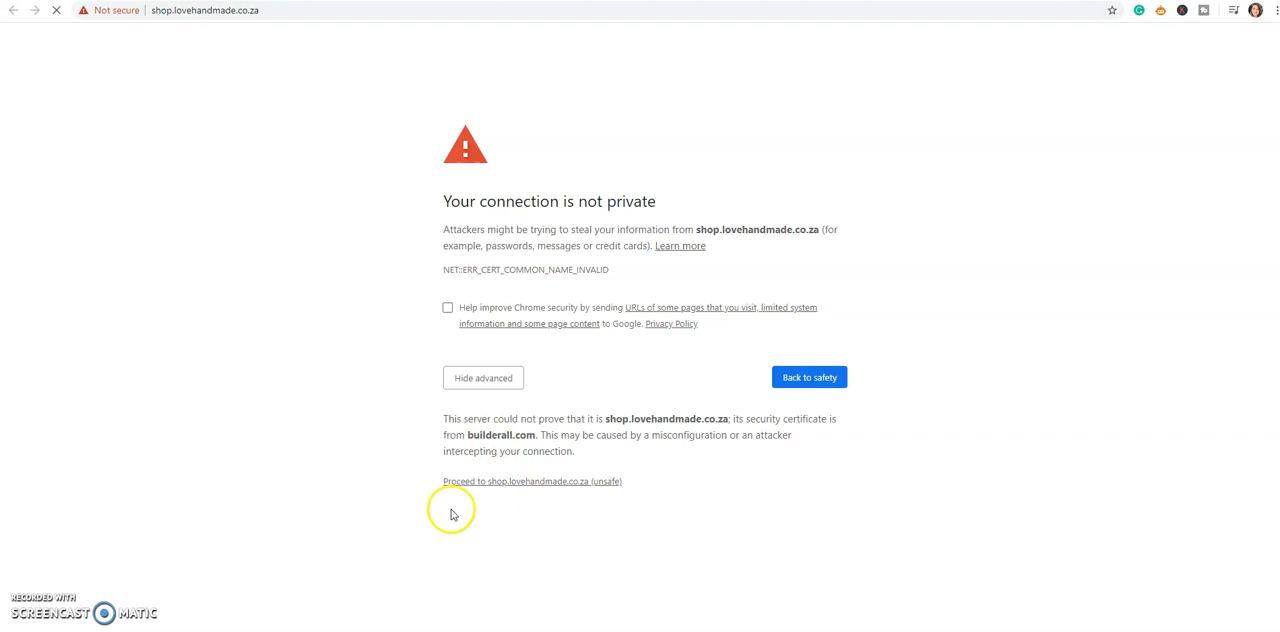 Not secure shop.lovehandmade.co.za
Your connection is not private
Attackers might be trying to steal your information from shop.lovehandmade.co.za (for
example, passwords, messages or credit cards). Learn more
NET::ERR_CERT_COMMON_NAME_INVALID
Help improve Chrome security by sending URLs of some pages that you visit, limited system
information and some page content to Google. Privacy Policy
Hide advanced
Back to safety
This server could not prove that it is shop.lovehandmade.co.za; its security certificate is
from builderall.com. This may be caused by a misconfiguration or an attacker
intercepting your connection.
Proceed to shop.lovehandmade.co.za (unsafe)
RECORDED WITH
SCREENCAST MATIC